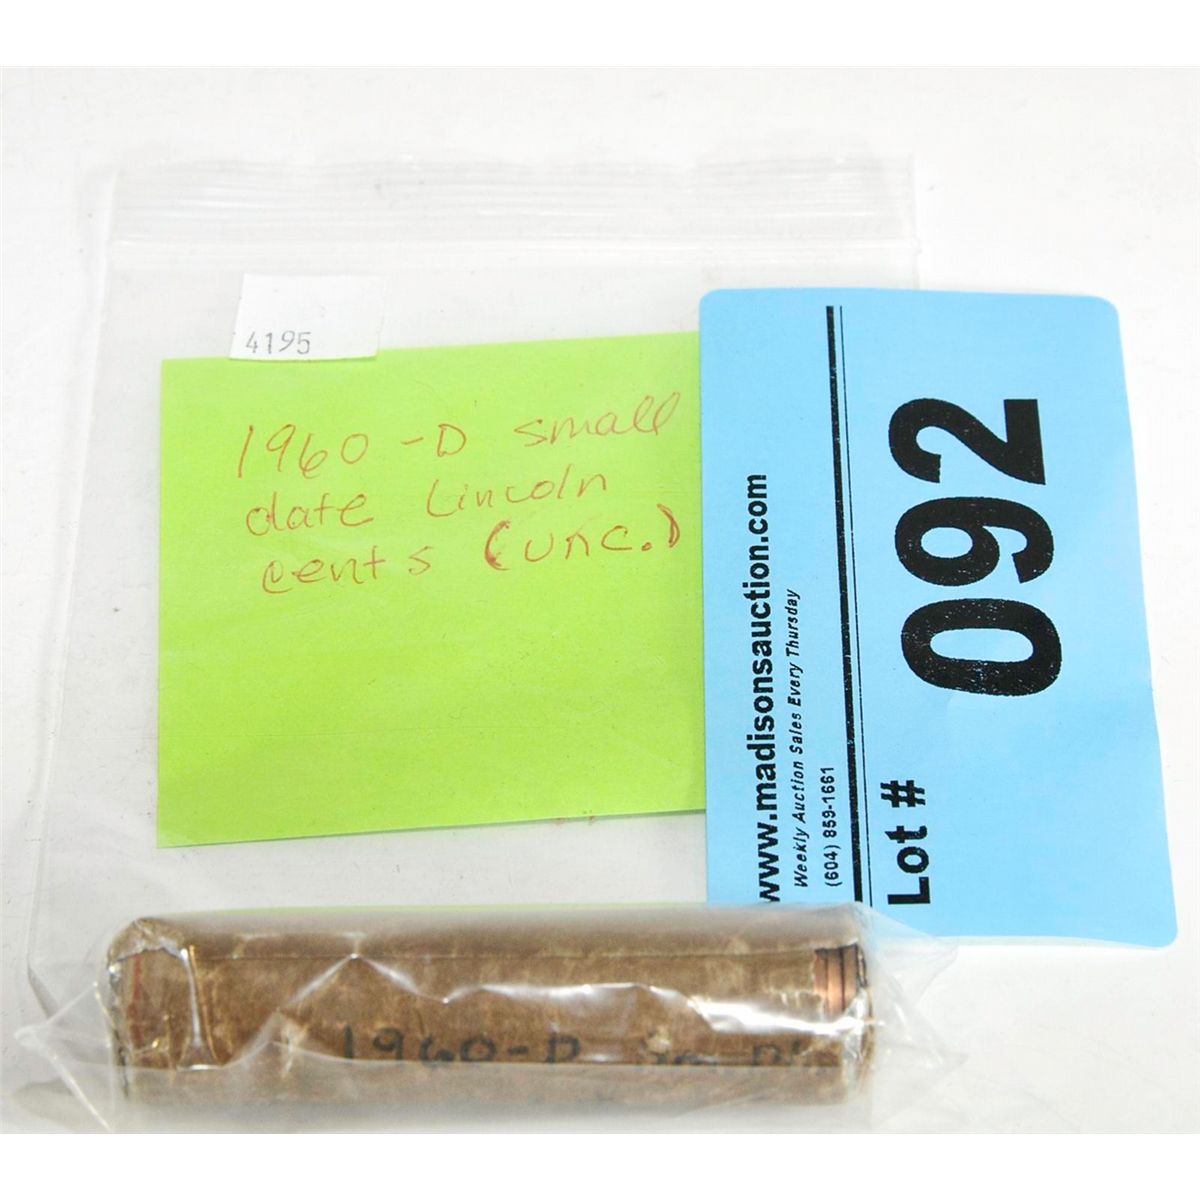 4195
1960-D small
date Lincoln
cents (unc.)
www.madisonsauction.com
Weekly Auction Sales Every Thursday
(604) 859-1661
Lot # 092
1960-D